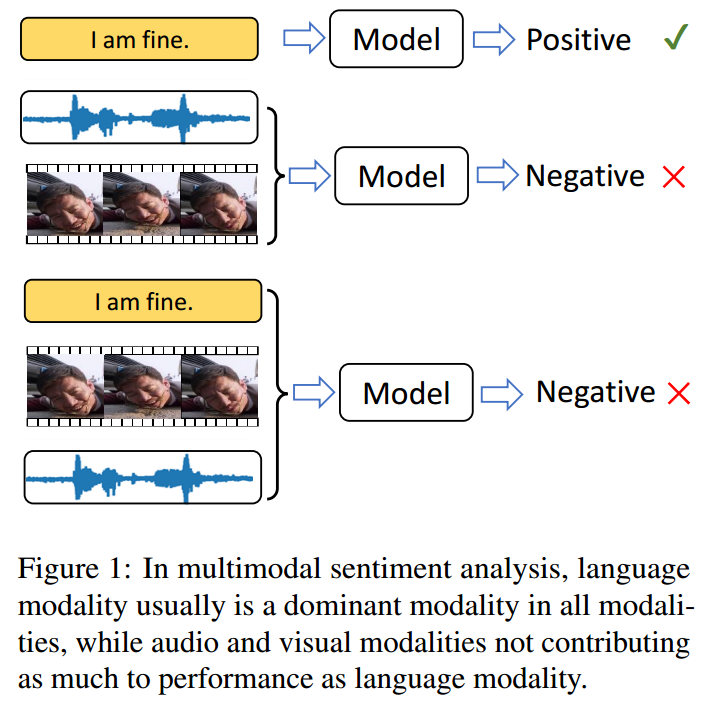 I am fine.
Model
Positive
Model
Negative
I am fine.
Model
Negative
Figure 1: In multimodal sentiment analysis, language
modality usually is a dominant modality in all modali-
ties, while audio and visual modalities not contributing
as much to performance as language modality.